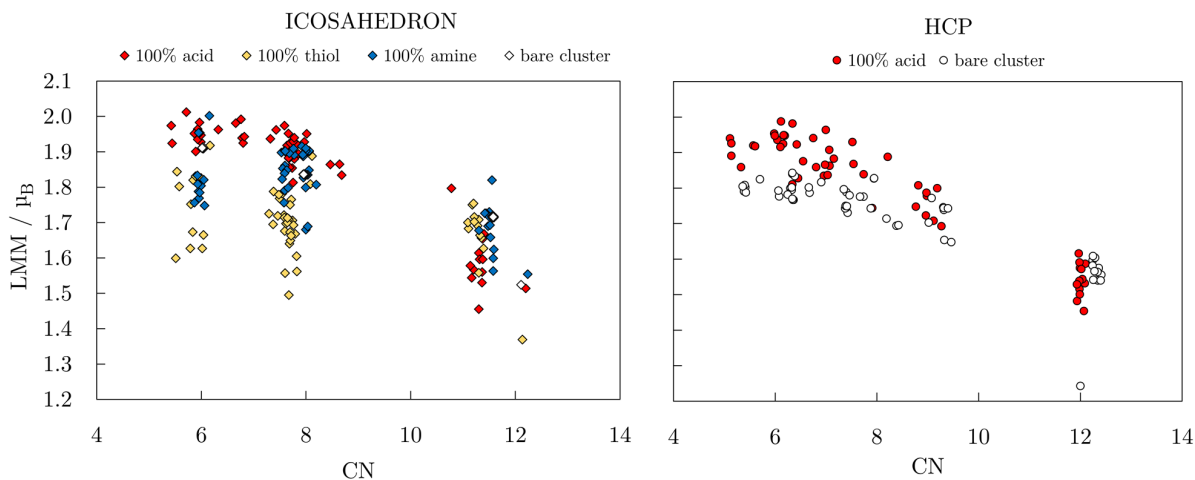 ICOSAHEDRON
100% acid 100% thiol 100% amine bare cluster
2.1
2.0
1.9
1.8
1.7
1.6
1.5
1.4
1.3
1.2
LMM / μB
4 6 8 10 12 14
CN
HCP
100% acid bare cluster
4 6 8 10 12 14
CN